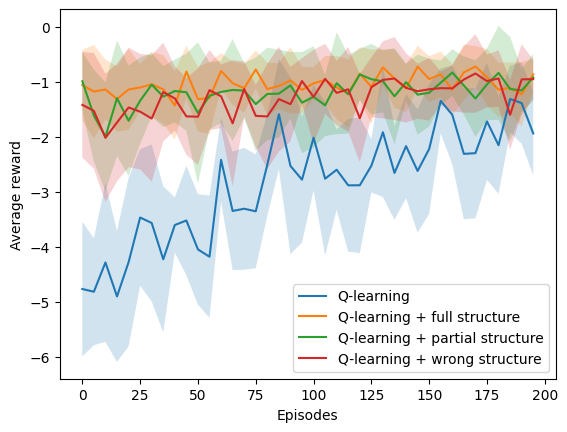 0
−1
−2
−3
−4
−5
−6
Average reward
Q-learning
Q-learning + full structure
Q-learning + partial structure
Q-learning + wrong structure
0
25
50
75
100
125
150
175
200
Episodes